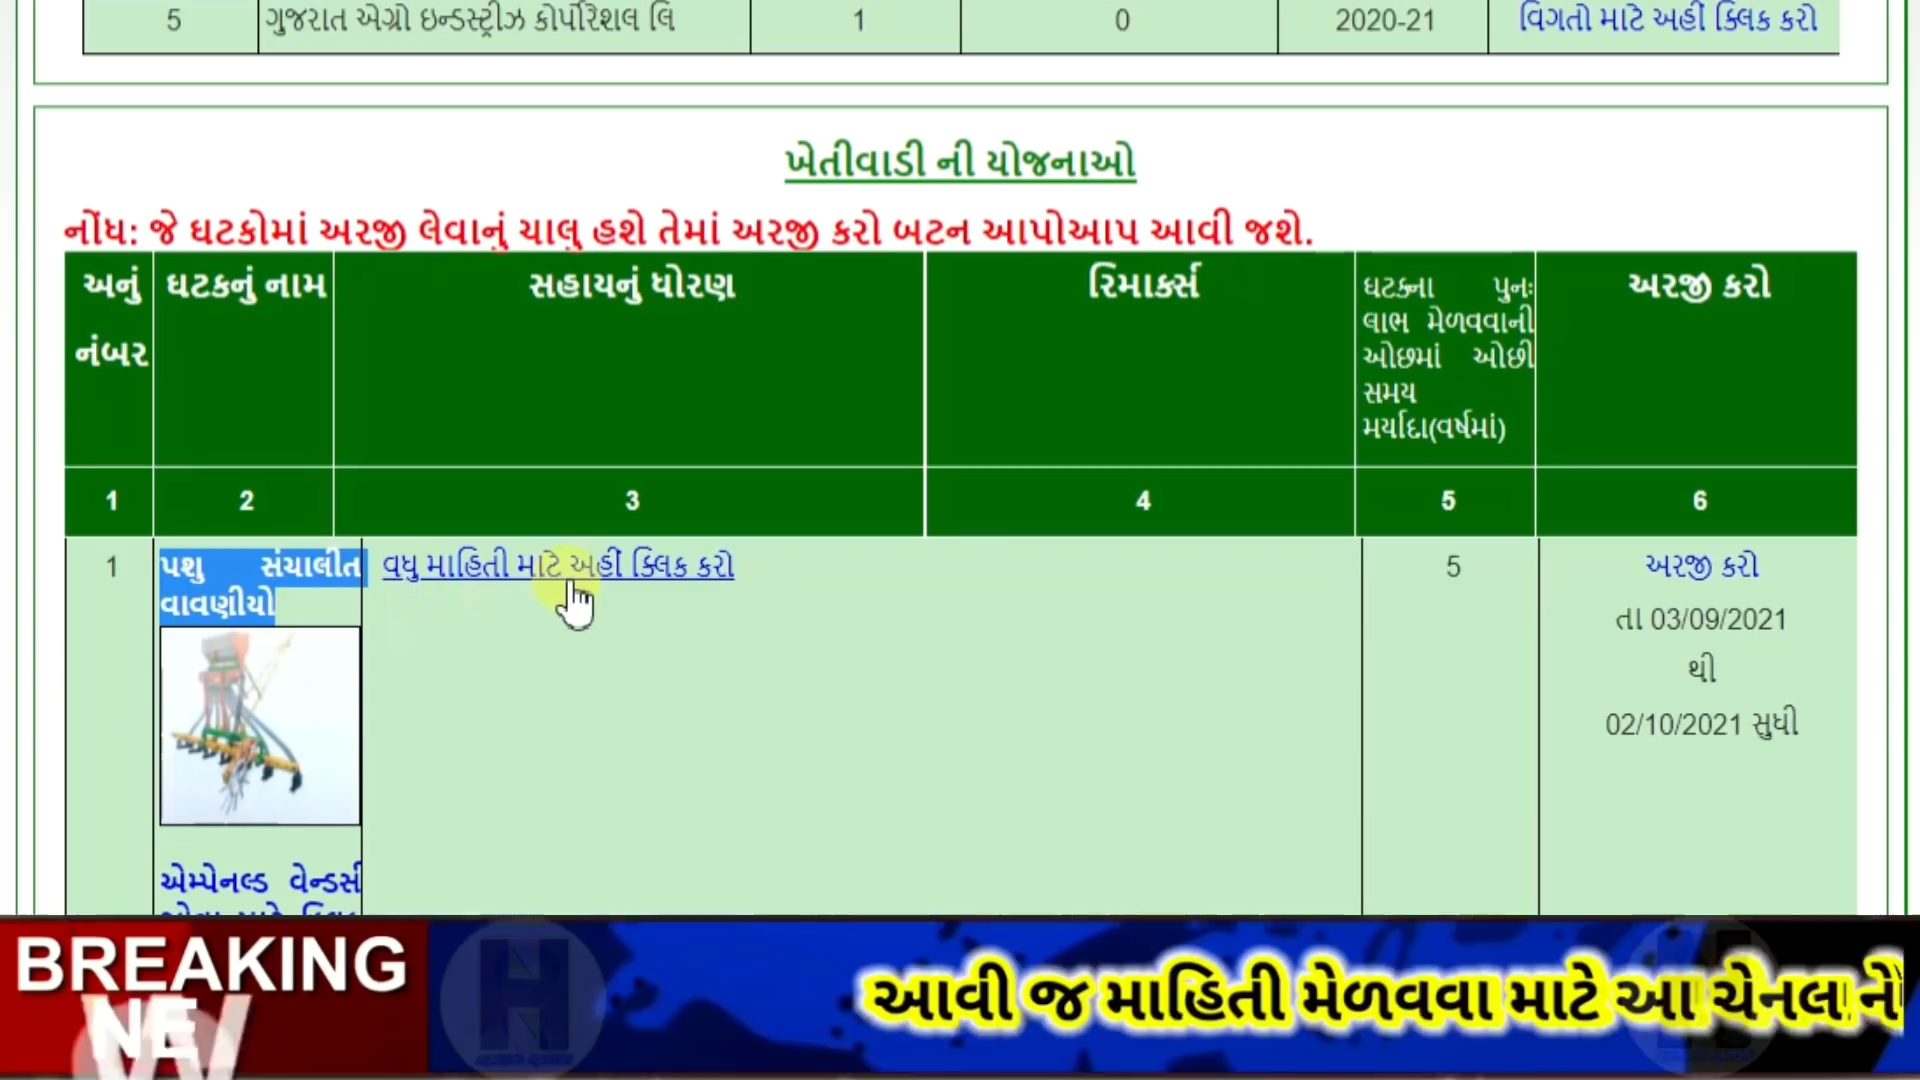 5 ગુજરાત એગ્રો ઇન્ડસ્ટ્રીઝ કોર્પોરેશલ લિ 1 0 2020-21 વિગતો માટે અહીં ક્લિક કરો
ખેતીવાડી ની યોજનાઓ
નોંધ: જે ઘટકોમાં અરજી લેવાનું ચાલુ હશે તેમાં અરજી કરો બટન આપોઆપ આવી જશે.
અનું નંબર
ઘટકનું નામ
સહાયનું ધોરણ
રિમાર્ક્સ
ઘટકના પુનઃ
લાભ મેળવવાની
ઓછમાં ઓછી
સમય
મર્યાદા(વર્ષમાં)
અરજી કરો
1 2 3 4 5 6
1
પશુ સંચાલીત
વાવણીયો
વધુ માહિતી માટે અહીં ક્લિક કરો
5
અરજી કરો
તા 03/09/2021
થી
02/10/2021 સુધી
એમ્પેનલ્ડ વેન્ડર્સ
BREAKING
NE
આવી જ માહિતી મેળવવા માટે આ ચેનલ ને